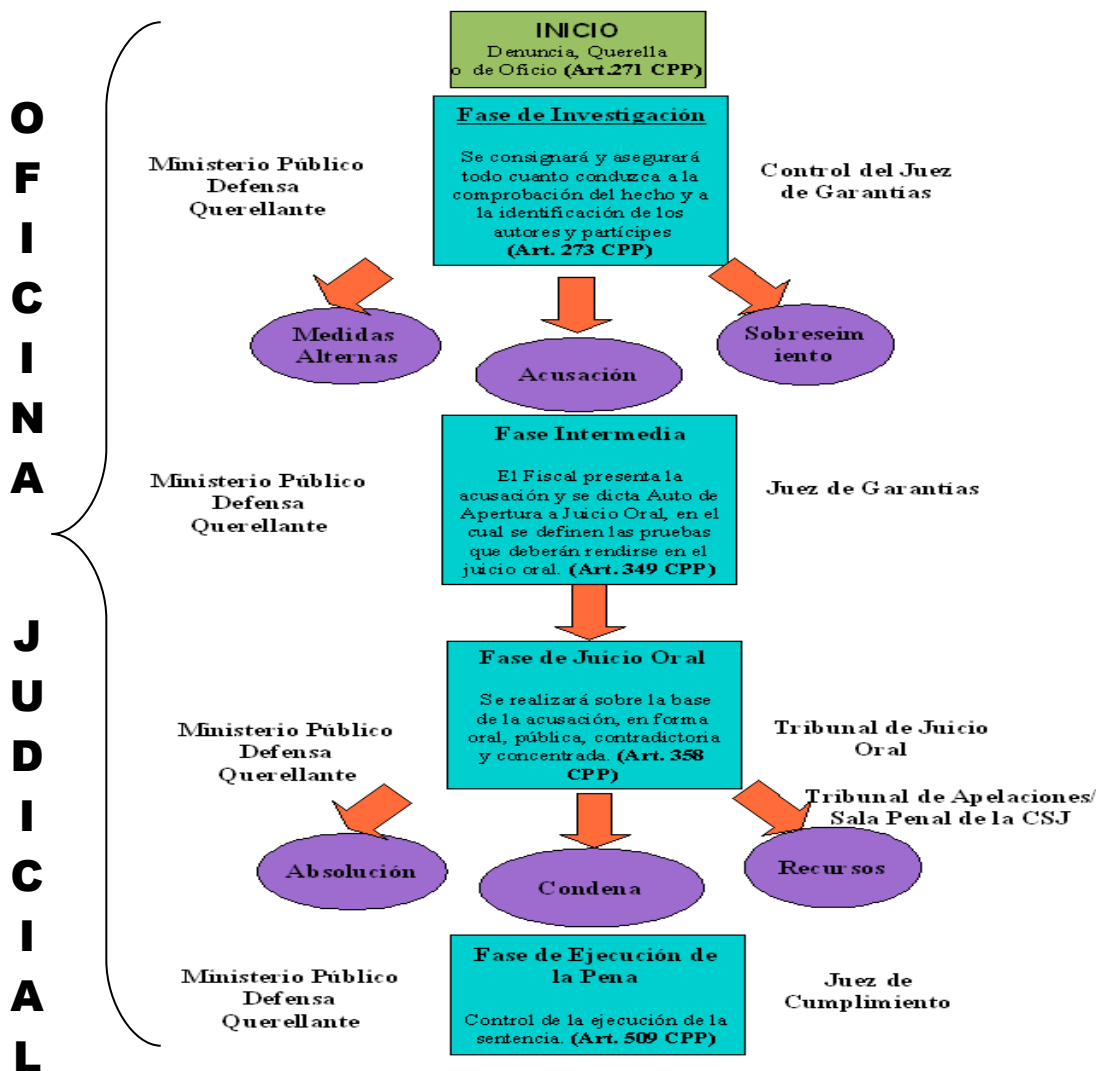 OFICINA JUDICIAL
INICIO
Denuncia, Querella
o de Oficio (Art.271 CPP)
Fase de Investigación
Se consignará y asegurará
todo cuanto conduzca a la
comprobación del hecho y a
la identificación de los
autores y partícipes
(Art. 273 CPP)
Ministerio Público
Defensa
Querellante
Control del Juez
de Garantías
Medidas
Alternas
Acusación
Sobreseim
iento
Fase Intermedia
El Fiscal presenta la
acusación y se dicta Auto de
Apertura a Juicio Oral, en el
cual se definen las pruebas
que deberán rendirse en el
juicio oral. (Art. 349 CPP)
Ministerio Público
Defensa
Querellante
Juez de Garantías
Fase de Juicio Oral
Se realizará sobre la base
de la acusación, en forma
oral, pública, contradictoria
y concentrada. (Art. 358
CPP)
Ministerio Público
Defensa
Querellante
Tribunal de Juicio
Oral
Tribunal de Apelaciones/
Sala Penal de la CSJ
Absolución
Condena
Recursos
Fase de Ejecución de
la Pena
Control de la ejecución de la
sentencia. (Art. 509 CPP)
Ministerio Público
Defensa
Querellante
Juez de
Cumplimiento